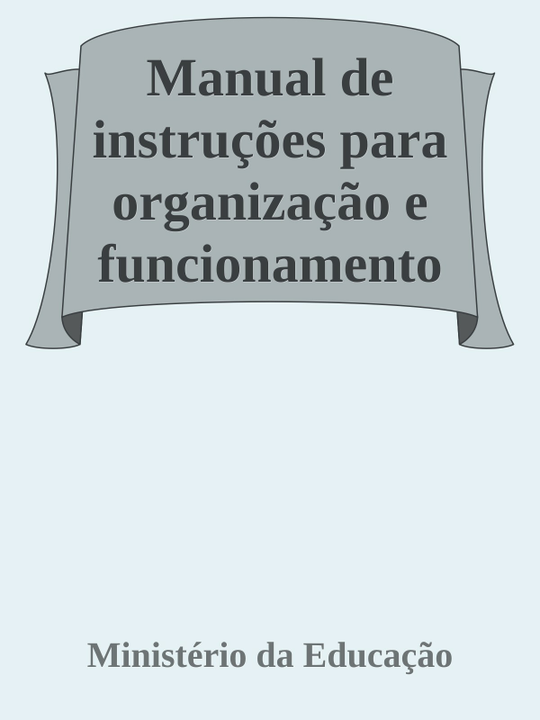 Manual de
instruções para
organização e
funcionamento
Ministério da Educação